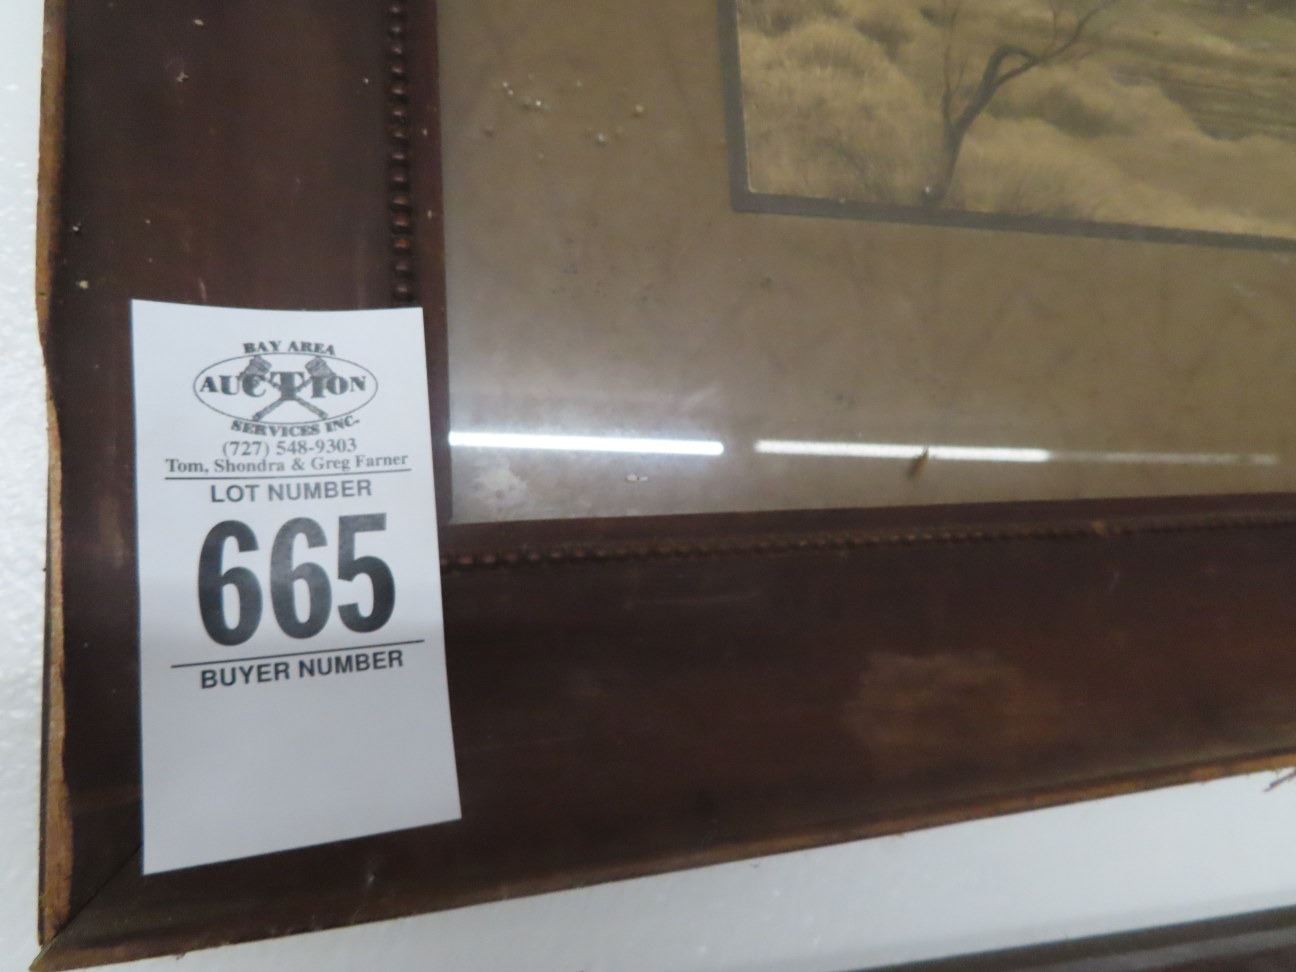 BAY AREA
AUCTION
SERVICES INC.
(727) 548-9303
Tom, Shondra & Greg Farner
LOT NUMBER
665
BUYER NUMBER